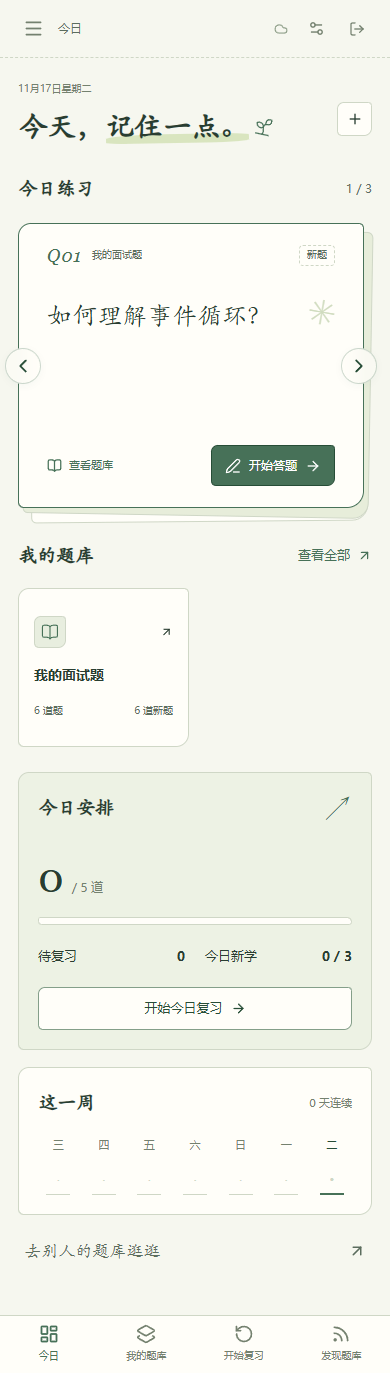 今日
11月17日星期二
今天，记住一点。
今日练习
1 / 3
Q01 我的面试题 新题
如何理解事件循环？
查看题库 开始答题
我的题库
查看全部
我的面试题
6 道题 6 道新题
今日安排
0 / 5 道
待复习 0 今日新学 0 / 3
开始今日复习
这一周
0 天连续
三 四 五 六 日 一 二
去别人的题库逛逛
今日 我的题库 开始复习 发现题库